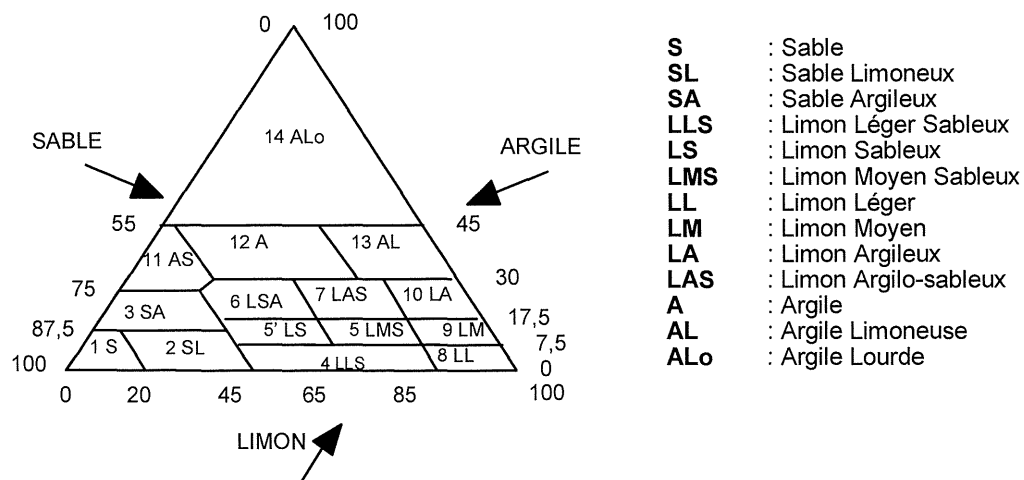 0 100
14 ALo
SABLE
ARGILE
55
45
12 A
13 AL
11 AS
75
30
6 LSA
7 LAS
10 LA
3 SA
17,5
87,5
5' LS
5 LMS
9 LM
7,5
1 S
2 SL
8 LL
4 LLS
100
0
0 20 45 65 85 100
LIMON
S : Sable
SL : Sable Limoneux
SA : Sable Argileux
LLS : Limon Léger Sableux
LS : Limon Sableux
LMS : Limon Moyen Sableux
LL : Limon Léger
LM : Limon Moyen
LA : Limon Argileux
LAS : Limon Argilo-sableux
A : Argile
AL : Argile Limoneuse
ALo : Argile Lourde